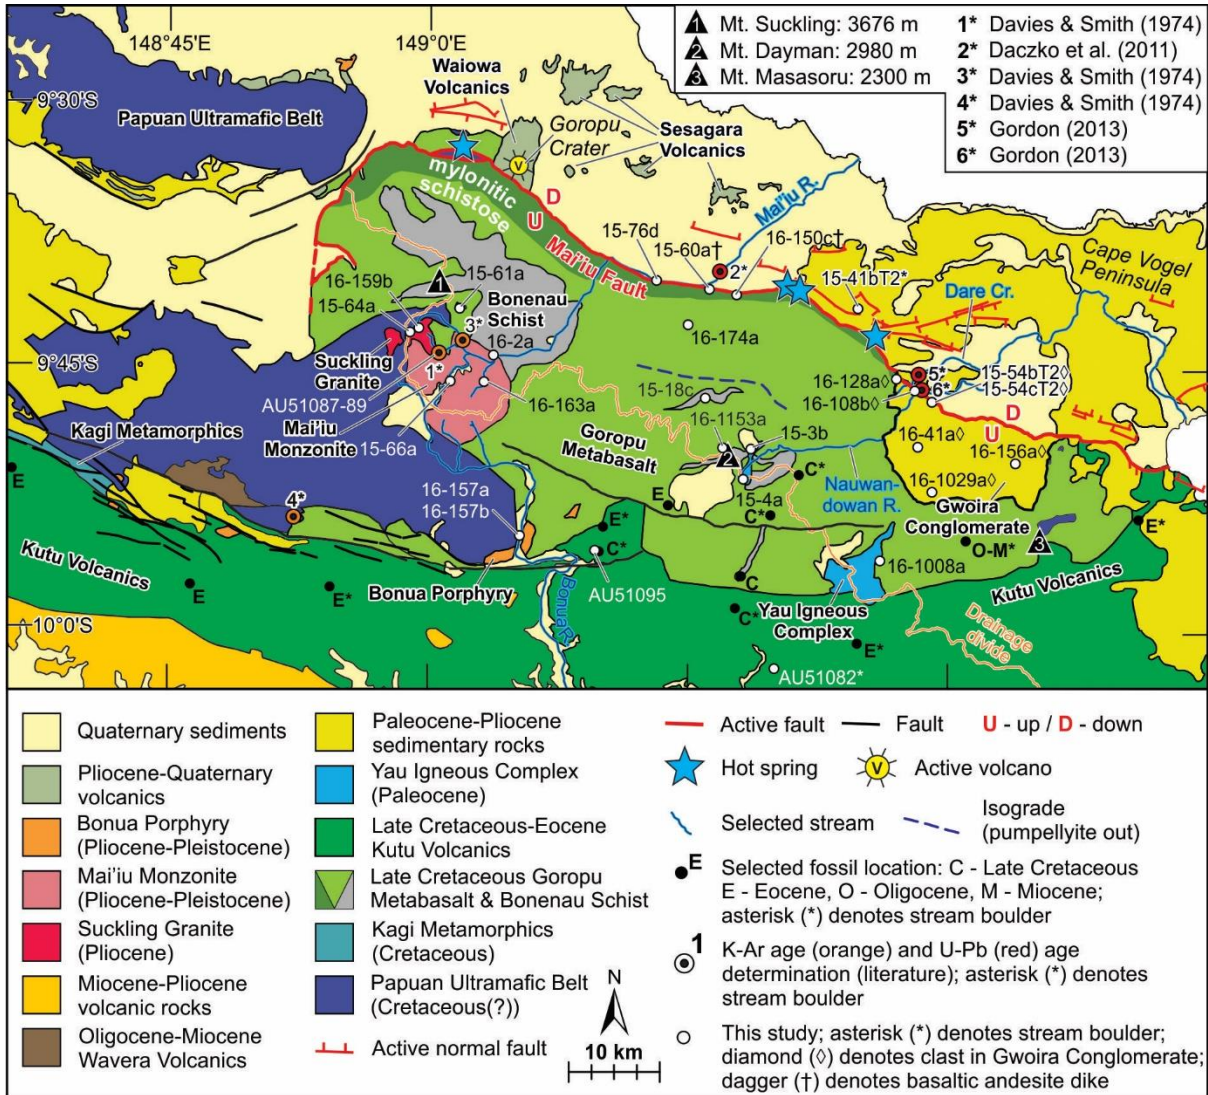 148°45'E
149°0'E
9°30'S
9°45'S
10°0'S
1 Mt. Suckling: 3676 m
2 Mt. Dayman: 2980 m
3 Mt. Masasoru: 2300 m
1* Davies & Smith (1974)
2* Daczko et al. (2011)
3* Davies & Smith (1974)
4* Davies & Smith (1974)
5* Gordon (2013)
6* Gordon (2013)
Papuan Ultramafic Belt
Waiowa
Volcanics
Goropu
Crater
V
Sesagara
Volcanics
mylonitic
schistose
D
U
Mai'iu Fault
Mai'iu R.
15-76d
15-60a†
16-150c†
2*
15-41bT2*
Cape Vogel
Peninsula
Dare Cr.
16-159b
15-61a
15-64a
1
Bonenau
Schist
3*
16-2a
Suckling
Granite
1*
AU51087-89
Mai'iu
Monzonite
15-66a
16-163a
16-174a
15-18c
16-1153a
15-3b
2
15-4a
Goropu
Metabasalt
5*
6*
15-54bT2◊
15-54cT2◊
16-128a◊
16-108b◊
D
U
16-41a◊
16-156a◊
16-1029a◊
Nauwan-
dowan R.
Gwoira
Conglomerate
Kagi Metamorphics
E
4*
16-157a
16-157b
E
C*
C*
E*
C*
E*
3
O-M*
Kutu Volcanics
E
E*
Bonua Porphyry
Bonua R.
AU51095
C
C*
16-1008a
Yau Igneous
Complex
E*
Kutu Volcanics
Drainage
divide
AU51082*
Quaternary sediments
Pliocene-Quaternary
volcanics
Bonua Porphyry
(Pliocene-Pleistocene)
Mai'iu Monzonite
(Pliocene-Pleistocene)
Suckling Granite
(Pliocene)
Miocene-Pliocene
volcanic rocks
Oligocene-Miocene
Wavera Volcanics
Paleocene-Pliocene
sedimentary rocks
Yau Igneous Complex
(Paleocene)
Late Cretaceous-Eocene
Kutu Volcanics
Late Cretaceous Goropu
Metabasalt & Bonenau Schist
Kagi Metamorphics
(Cretaceous)
Papuan Ultramafic Belt
(Cretaceous(?))
Active normal fault
N
10 km
Active fault
Fault
U - up / D - down
Hot spring
V
Active volcano
Selected stream
Isograde
(pumpellyite out)
E
Selected fossil location: C - Late Cretaceous
E - Eocene, O - Oligocene, M - Miocene;
asterisk (*) denotes stream boulder
1
K-Ar age (orange) and U-Pb (red) age
determination (literature); asterisk (*) denotes
stream boulder
This study; asterisk (*) denotes stream boulder;
diamond (◊) denotes clast in Gwoira Conglomerate;
dagger (†) denotes basaltic andesite dike